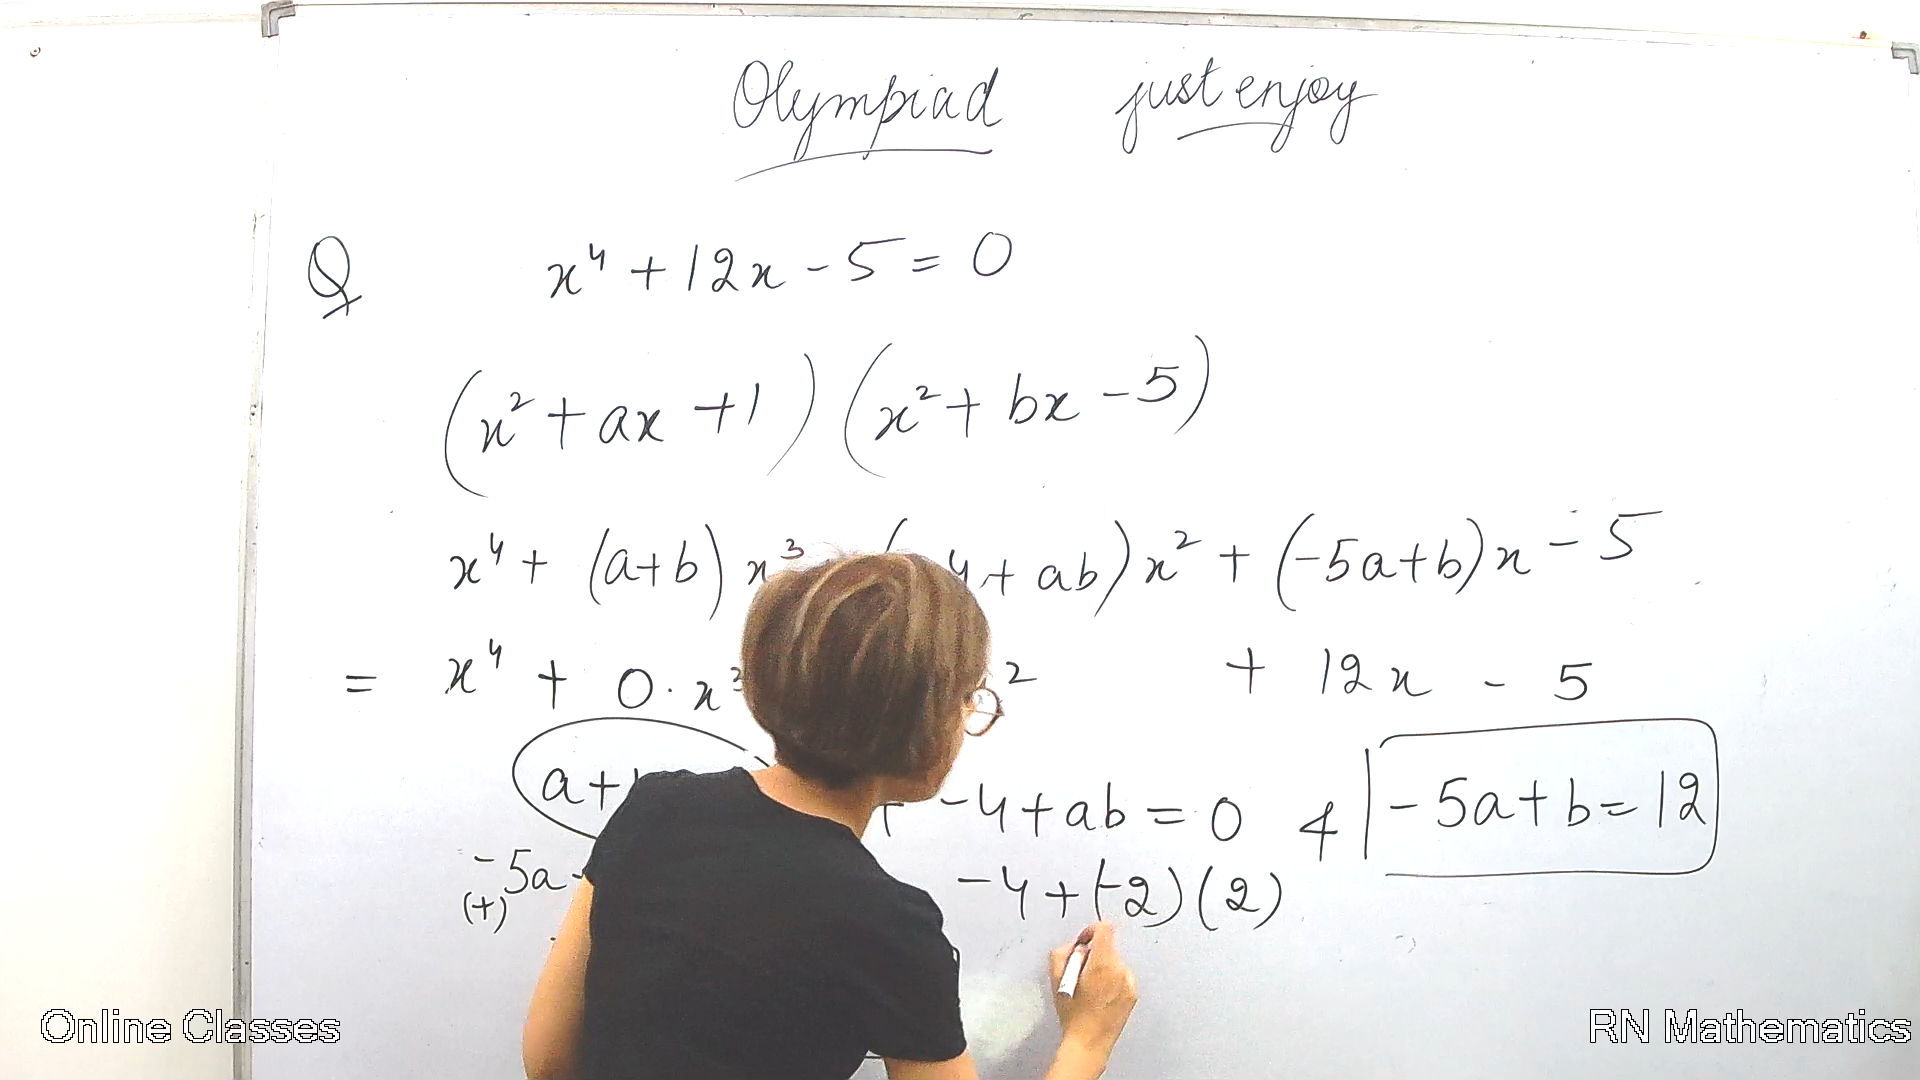 Olympiad just enjoy
Q x⁴ + 12x - 5 = 0
(x² + ax + 1) (x² + bx - 5)
x⁴ + (a+b) x³ ( 4 + ab) x² + (-5a+b) x - 5
= x⁴ + 0 · x³ ² + 12x - 5
a+ -4 + ab = 0 & -5a+b = 12
-5a -4 + (-2) (2)
(+)
Online Classes RN Mathematics